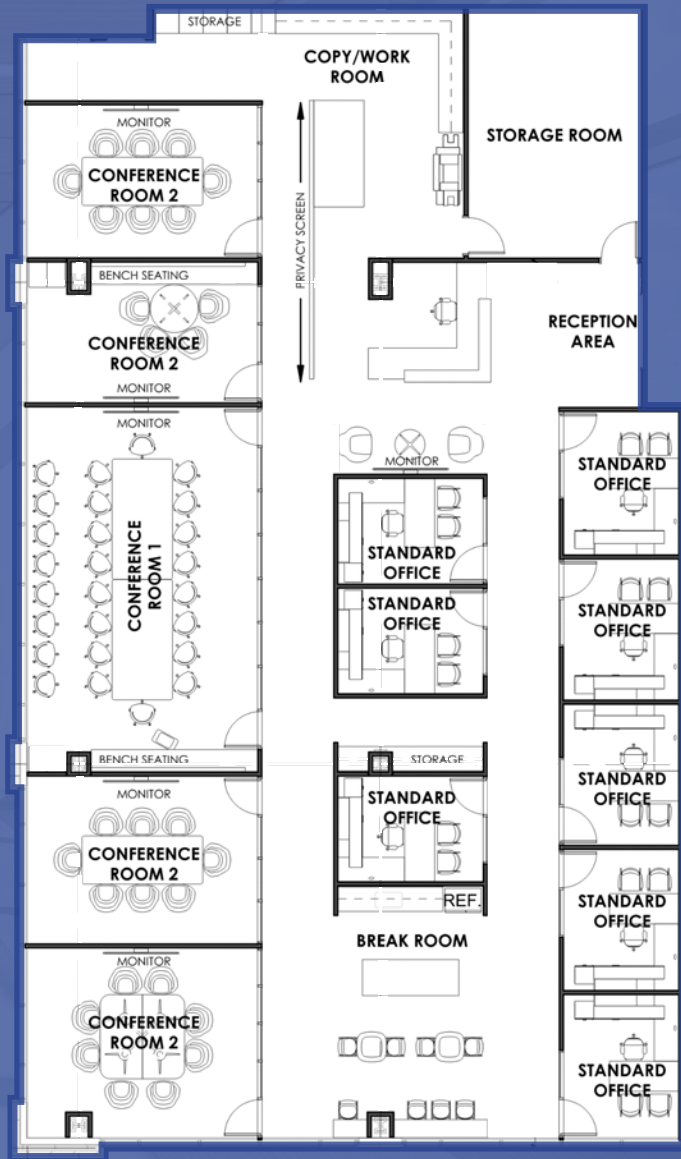 STORAGE
COPY/WORK
ROOM
STORAGE ROOM
MONITOR
CONFERENCE
ROOM 2
PRIVACY SCREEN
BENCH SEATING
CONFERENCE
ROOM 2
MONITOR
RECEPTION
AREA
MONITOR
CONFERENCE
ROOM 1
BENCH SEATING
MONITOR
STANDARD
OFFICE
STANDARD
OFFICE
STORAGE
STANDARD
OFFICE
REF.
BREAK ROOM
STANDARD
OFFICE
STANDARD
OFFICE
STANDARD
OFFICE
STANDARD
OFFICE
STANDARD
OFFICE
MONITOR
CONFERENCE
ROOM 2
MONITOR
CONFERENCE
ROOM 2